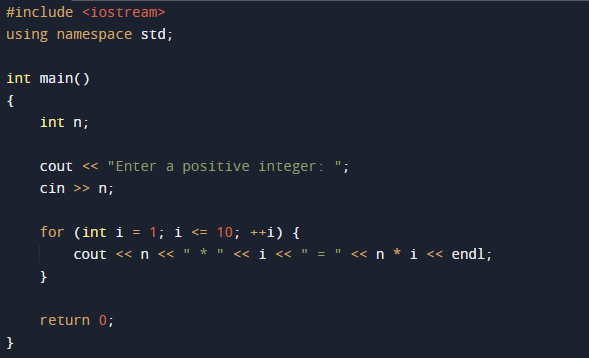 #include <iostream>
using namespace std;

int main()
{
    int n;

    cout << "Enter a positive integer: ";
    cin >> n;

    for (int i = 1; i <= 10; ++i) {
        cout << n << " * " << i << " = " << n * i << endl;
    }

    return 0;
}